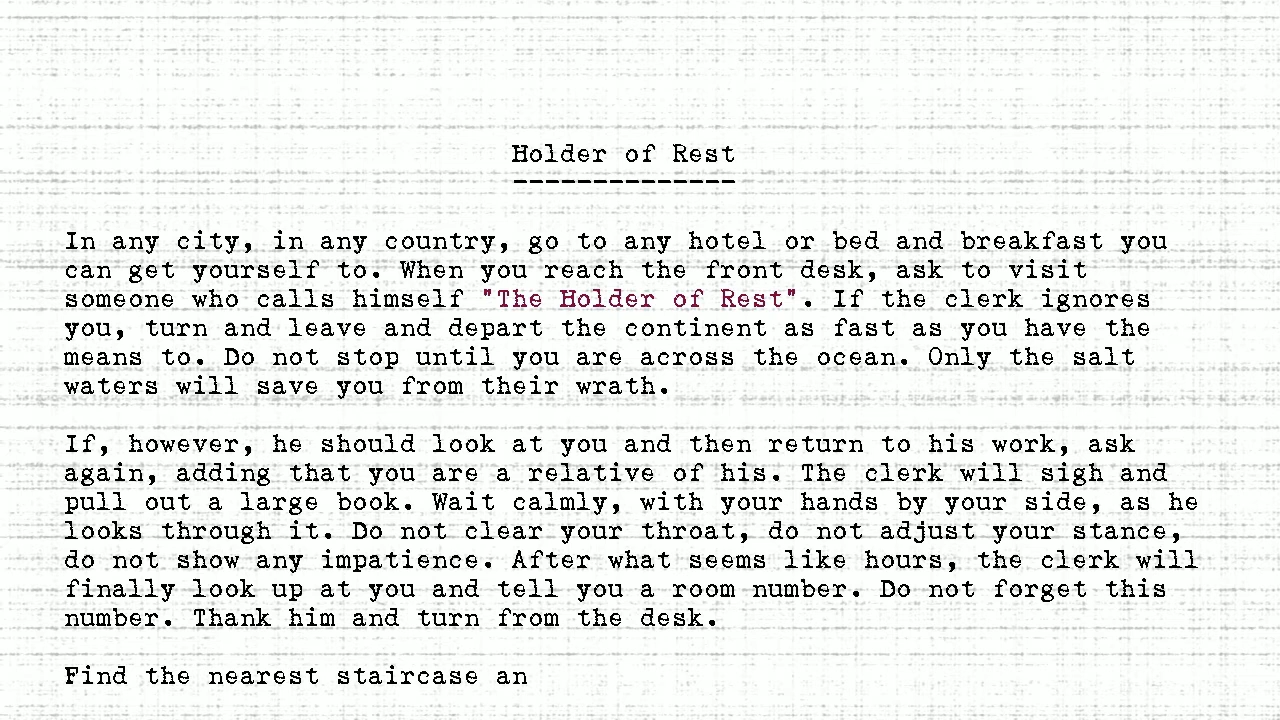 Holder of Rest
--------------
In any city, in any country, go to any hotel or bed and breakfast you
can get yourself to. When you reach the front desk, ask to visit
someone who calls himself "The Holder of Rest". If the clerk ignores
you, turn and leave and depart the continent as fast as you have the
means to. Do not stop until you are across the ocean. Only the salt
waters will save you from their wrath.
If, however, he should look at you and then return to his work, ask
again, adding that you are a relative of his. The clerk will sigh and
pull out a large book. Wait calmly, with your hands by your side, as he
looks through it. Do not clear your throat, do not adjust your stance,
do not show any impatience. After what seems like hours, the clerk will
finally look up at you and tell you a room number. Do not forget this
number. Thank him and turn from the desk.
Find the nearest staircase an